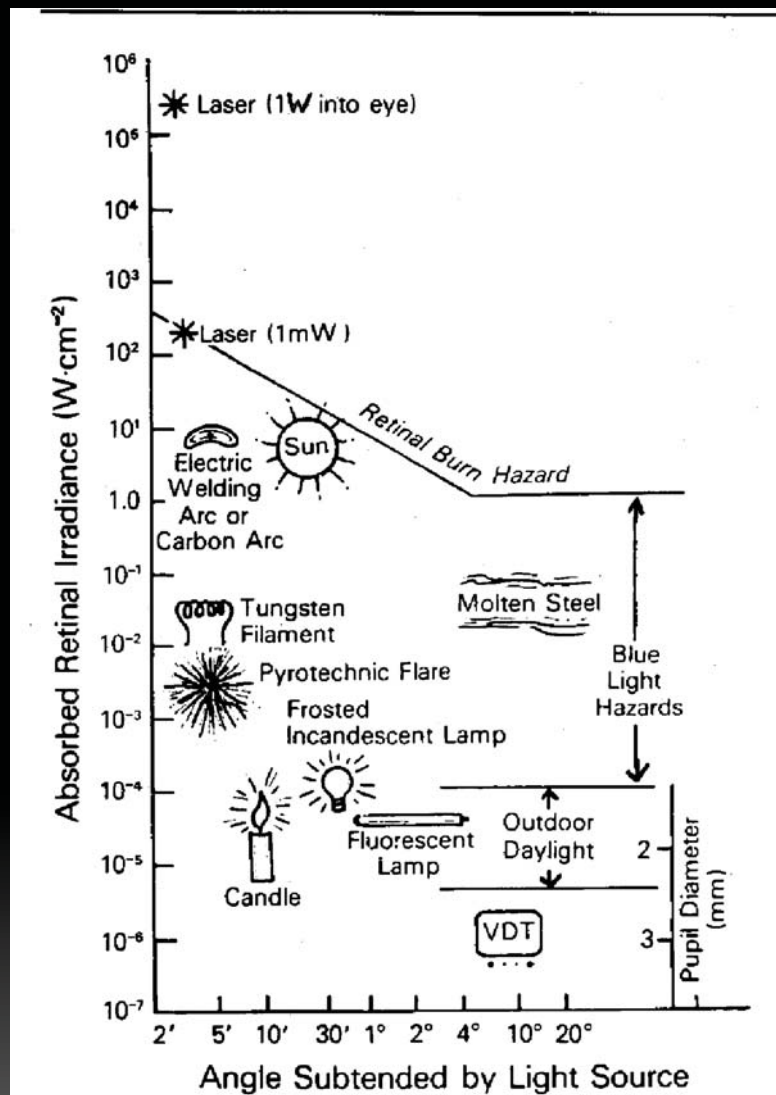 10⁶
Laser (1W into eye)
10⁵
10⁴
10³
Laser (1mW)
10²
Retinal Burn Hazard
10¹
Sun
Electric
Welding
Arc or
Carbon Arc
1.0
10⁻¹
Molten Steel
Tungsten
Filament
10⁻²
Blue
Light
Hazards
Pyrotechnic Flare
10⁻³
Frosted
Incandescent Lamp
10⁻⁴
Outdoor
Daylight
Fluorescent
Lamp
2
10⁻⁵
Candle
VDT
3
10⁻⁶
10⁻⁷
Pupil Diameter
(mm)
Absorbed Retinal Irradiance (W·cm⁻²)
2' 5' 10' 30' 1° 2° 4° 10° 20°
Angle Subtended by Light Source